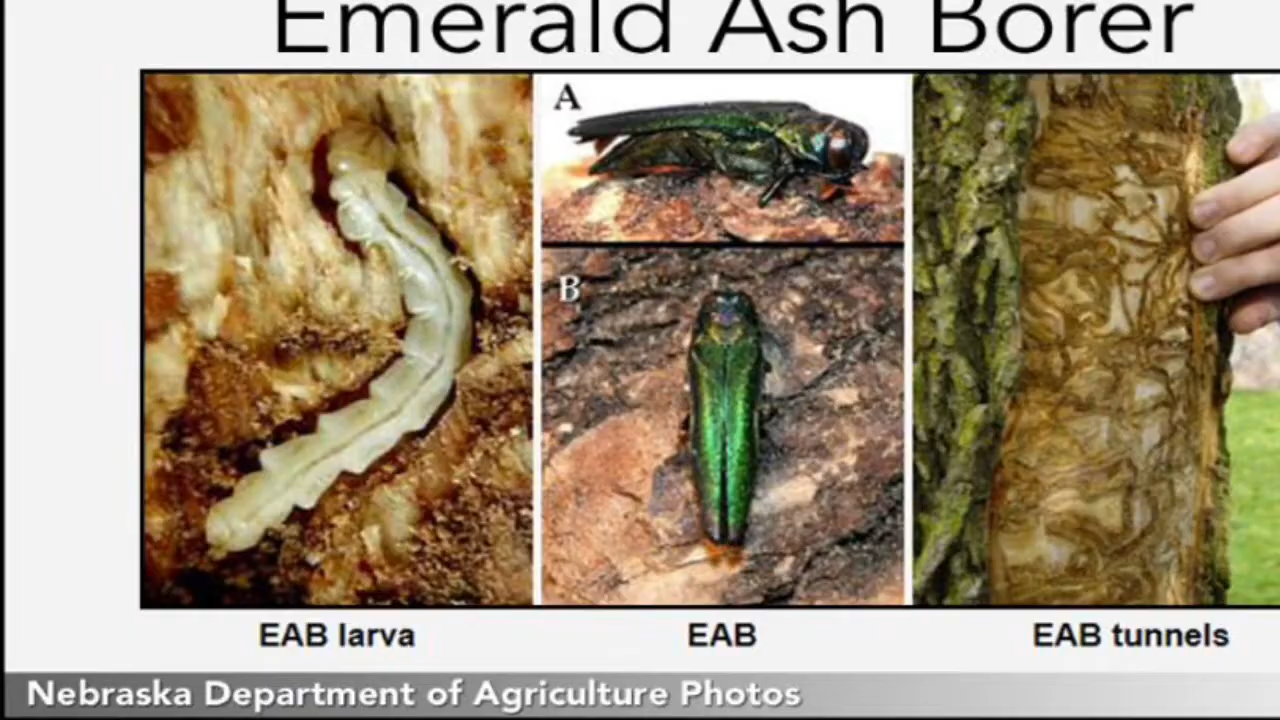 Emerald Ash Borer
A
B
EAB larva
EAB
EAB tunnels
Nebraska Department of Agriculture Photos